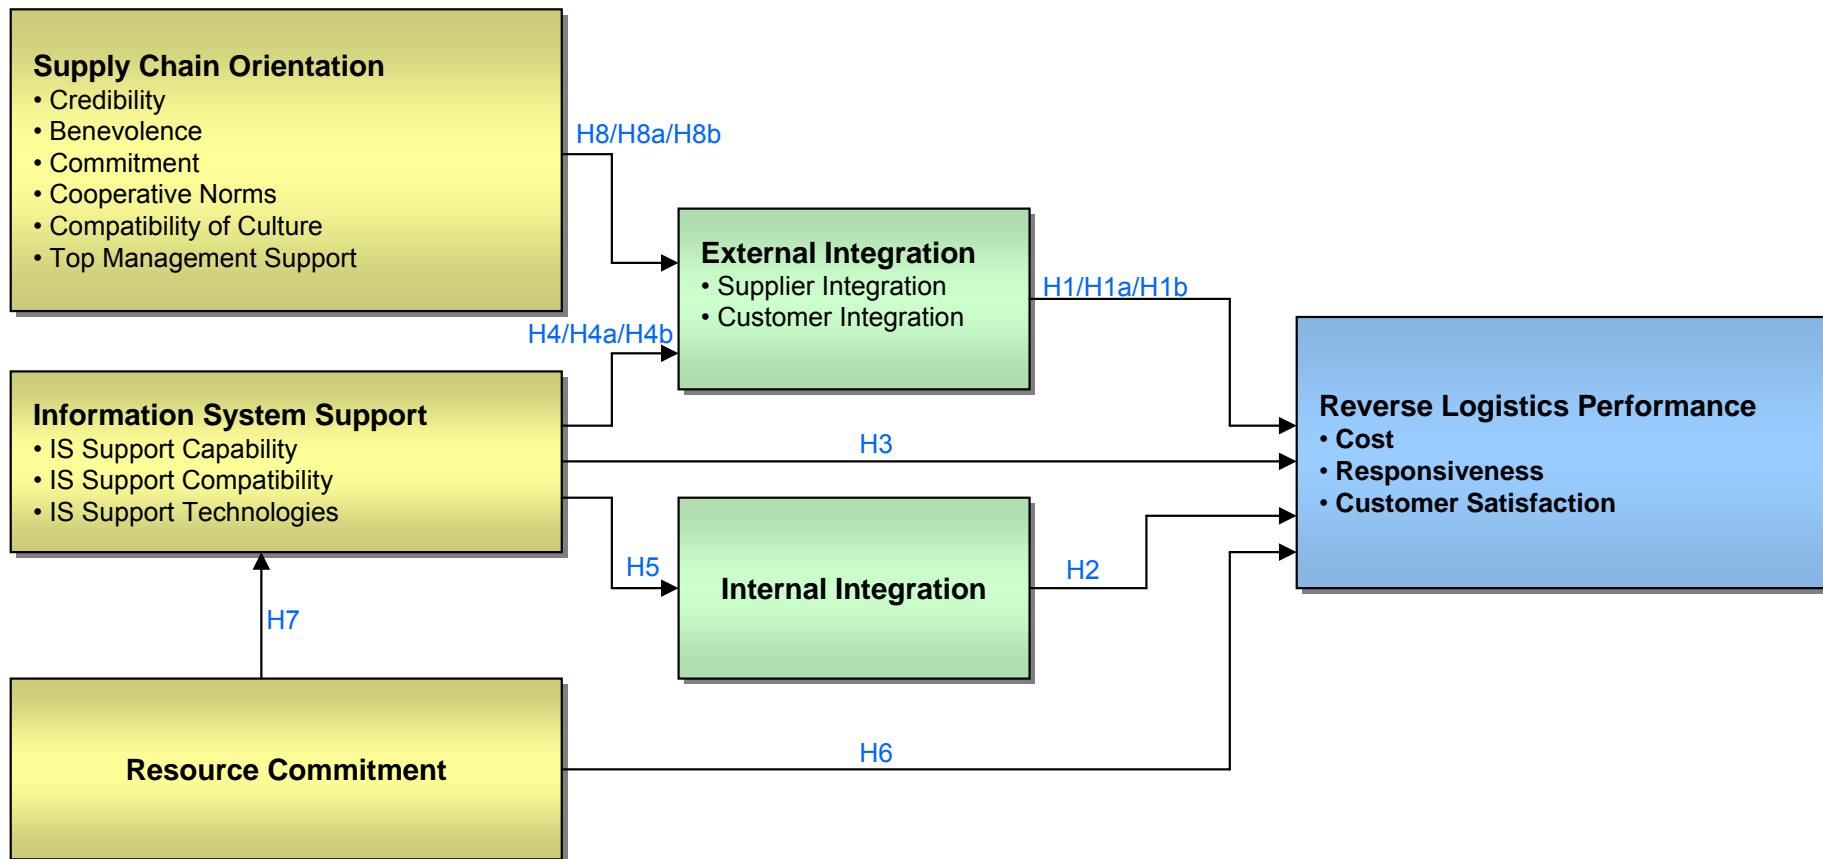 Supply Chain Orientation
• Credibility
• Benevolence
• Commitment
• Cooperative Norms
• Compatibility of Culture
• Top Management Support
H8/H8a/H8b
External Integration
• Supplier Integration
• Customer Integration
H1/H1a/H1b
H4/H4a/H4b
Information System Support
• IS Support Capability
• IS Support Compatibility
• IS Support Technologies
H3
Reverse Logistics Performance
• Cost
• Responsiveness
• Customer Satisfaction
H5
Internal Integration
H2
H7
Resource Commitment
H6